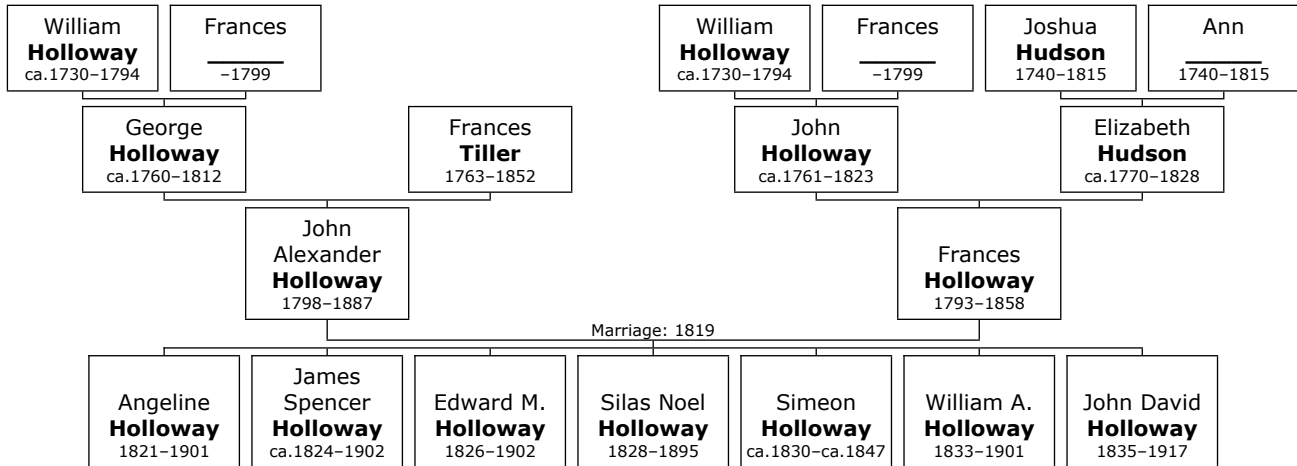 William
Holloway
ca.1730–1794
Frances
–1799
William
Holloway
ca.1730–1794
Frances
–1799
Joshua
Hudson
1740–1815
Ann
1740–1815
George
Holloway
ca.1760–1812
Frances
Tiller
1763–1852
John
Holloway
ca.1761–1823
Elizabeth
Hudson
ca.1770–1828
John
Alexander
Holloway
1798–1887
Frances
Holloway
1793–1858
Marriage: 1819
Angeline
Holloway
1821–1901
James
Spencer
Holloway
ca.1824–1902
Edward M.
Holloway
1826–1902
Silas Noel
Holloway
1828–1895
Simeon
Holloway
ca.1830–ca.1847
William A.
Holloway
1833–1901
John David
Holloway
1835–1917